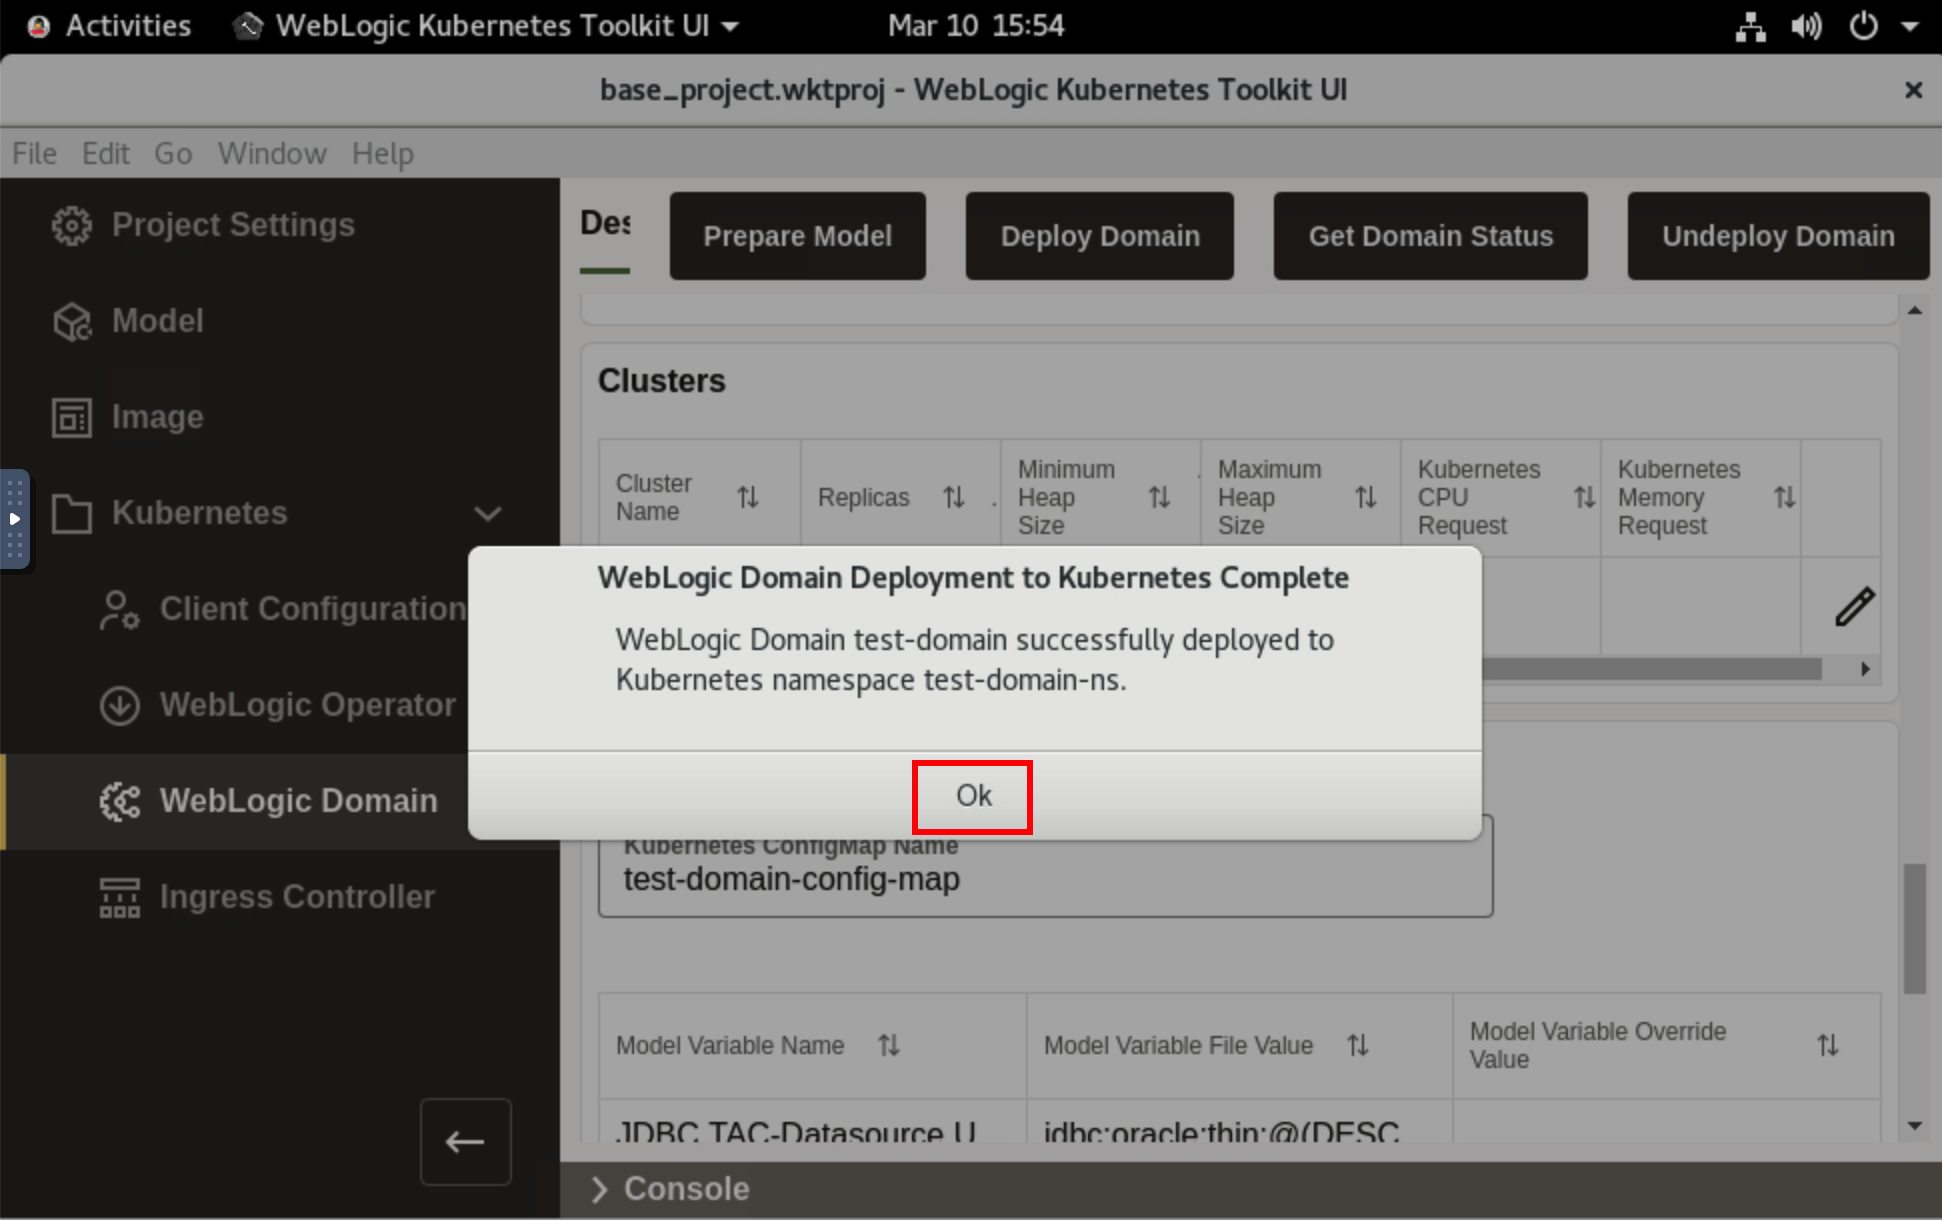 Activities
WebLogic Kubernetes Toolkit UI
Mar 10 15:54
base_project.wktproj - WebLogic Kubernetes Toolkit UI
File Edit Go Window Help
Project Settings
Model
Image
Kubernetes
Client Configuration
WebLogic Operator
WebLogic Domain
Ingress Controller
Des
Prepare Model
Deploy Domain
Get Domain Status
Undeploy Domain
Clusters
Cluster
Name
Replicas
Minimum
Heap
Size
Maximum
Heap
Size
Kubernetes
CPU
Request
Kubernetes
Memory
Request
WebLogic Domain Deployment to Kubernetes Complete
WebLogic Domain test-domain successfully deployed to
Kubernetes namespace test-domain-ns.
Ok
Kubernetes ConfigMap Name
test-domain-config-map
Model Variable Name
Model Variable File Value
Model Variable Override
Value
JDBC.TAC-Datasource.U
jdbc:oracle:thin:@(DESC
Console